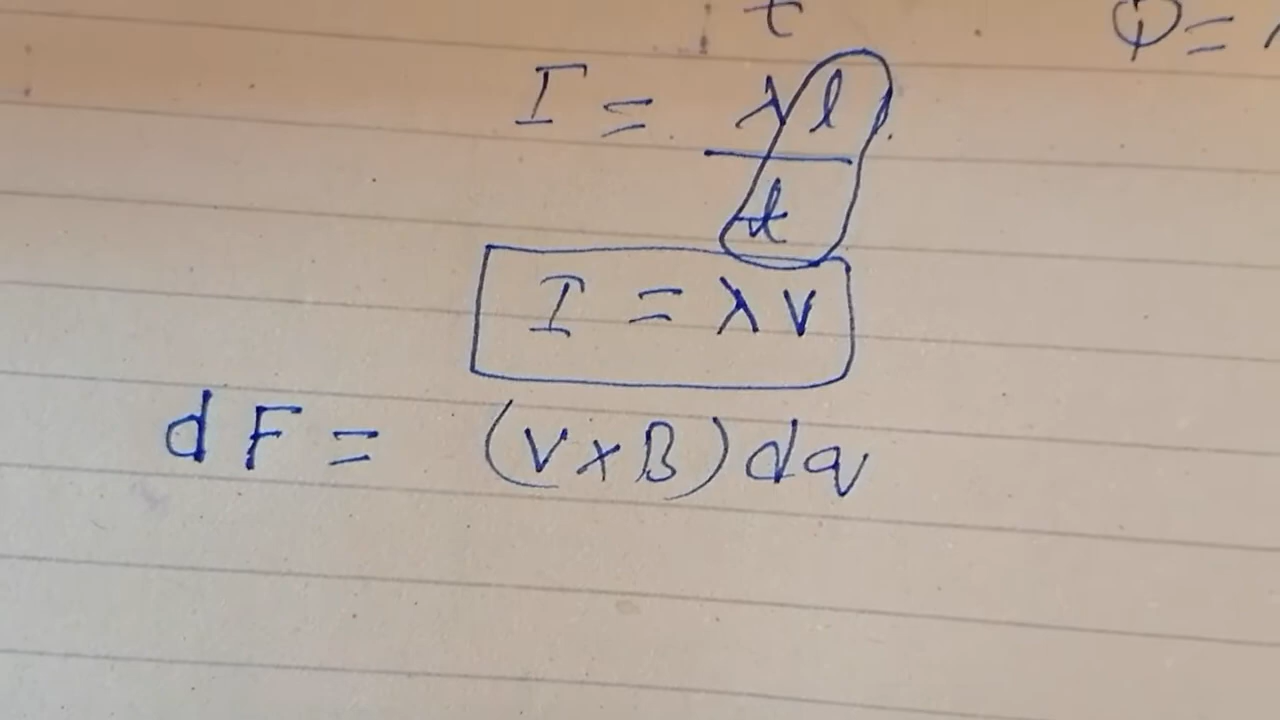 t Φ=
I = λl
t
I = λv
dF = (v×B)dq